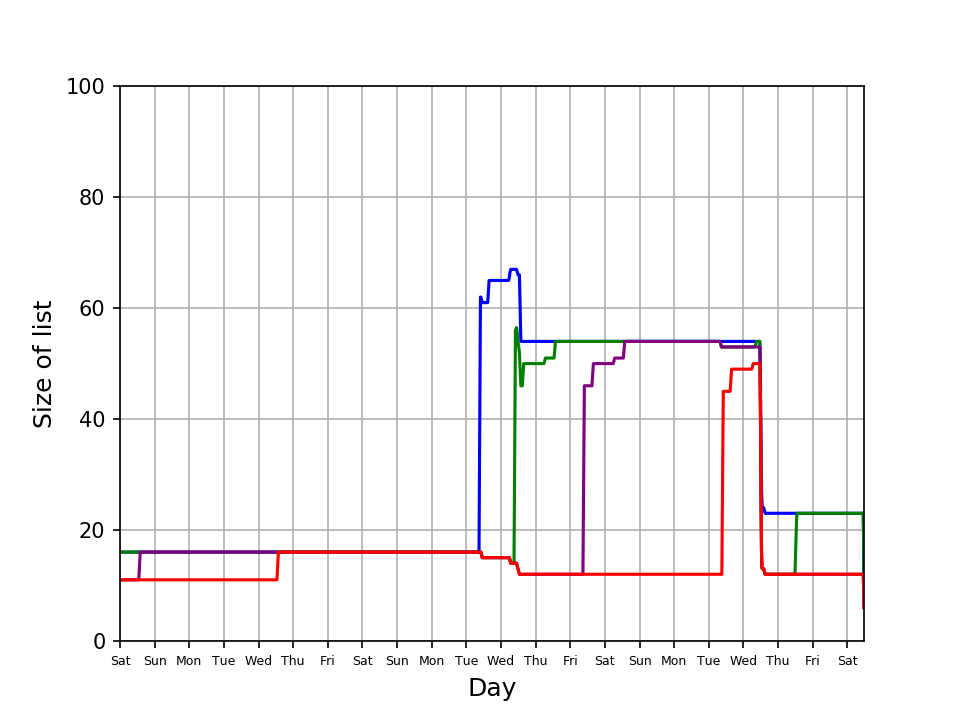 100
80
60
40
20
0
Size of list
Sat Sun Mon Tue Wed Thu Fri Sat Sun Mon Tue Wed Thu Fri Sat Sun Mon Tue Wed Thu Fri Sat
Day